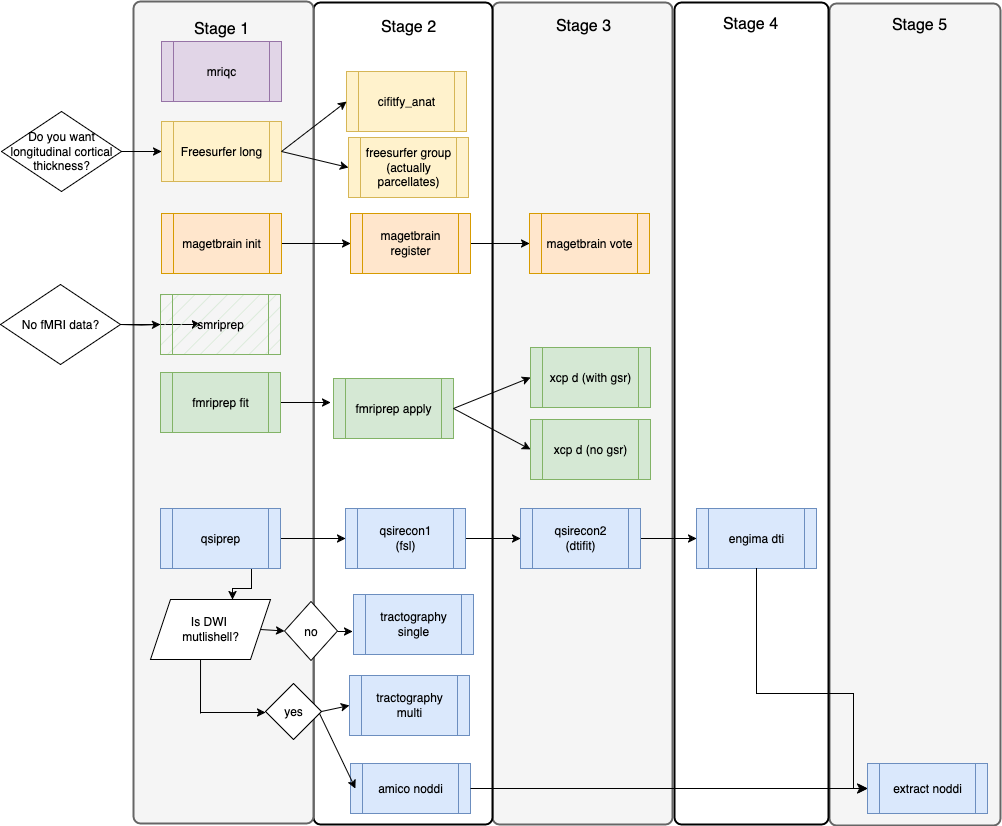 Stage 1
Stage 2
Stage 3
Stage 4
Stage 5
mriqc
cifitfy_anat
Do you want
longitudinal cortical
thickness?
Freesurfer long
freesurfer group
(actually
parcellates)
magetbrain init
magetbrain
register
magetbrain vote
No fMRI data?
smriprep
fmriprep fit
fmriprep apply
xcp d (with gsr)
xcp d (no gsr)
qsiprep
qsirecon1
(fsl)
qsirecon2
(dtifit)
engima dti
Is DWI
mutlishell?
no
tractography
single
yes
tractography
multi
amico noddi
extract noddi